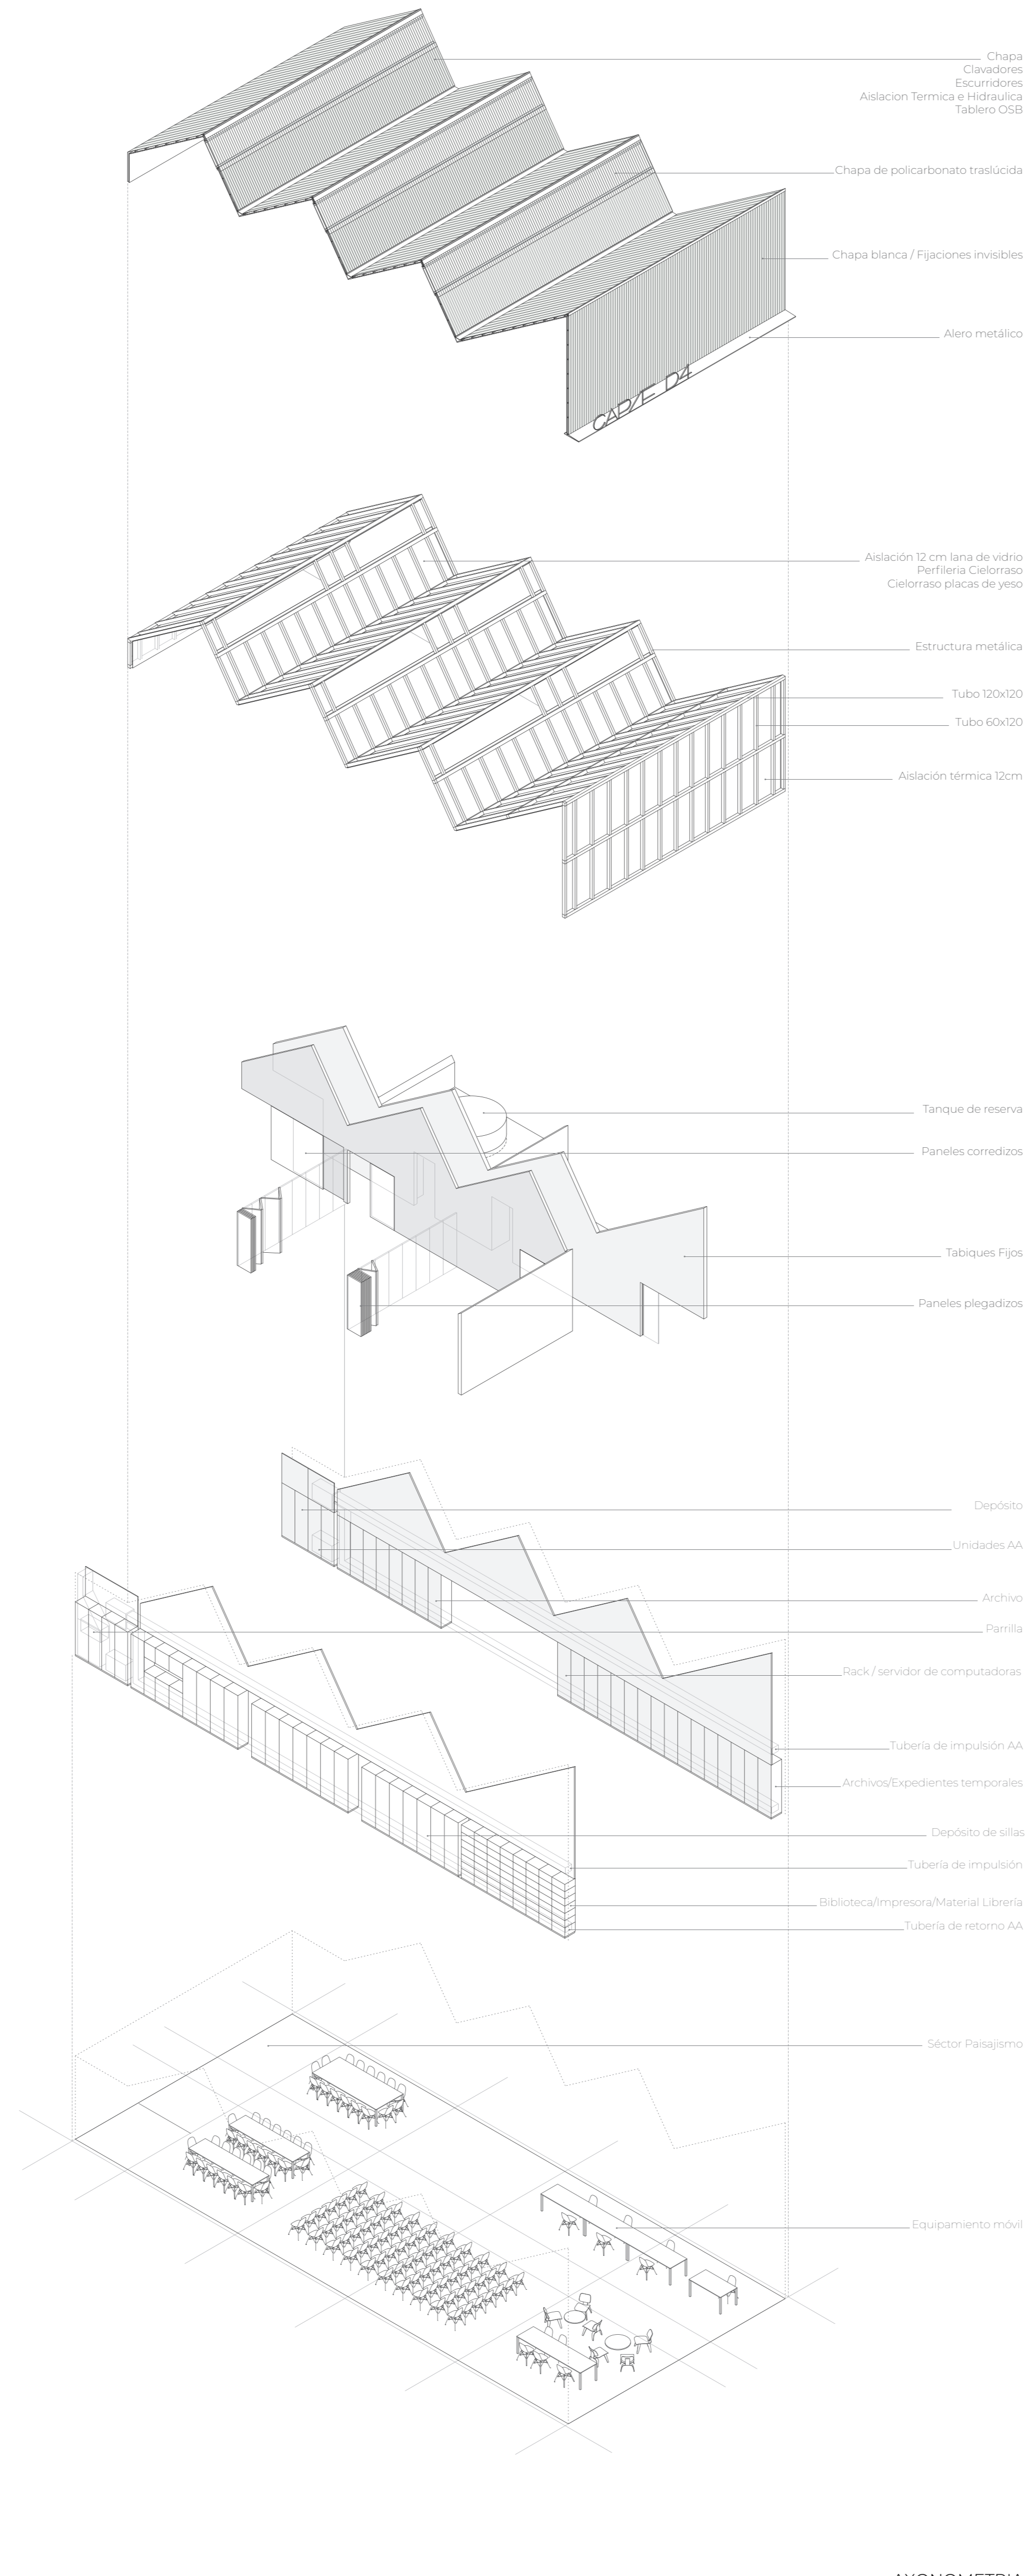 Chapa
Clavadores
Escurridores
Aislacion Termica e Hidraulica
Tablero OSB
Chapa de policarbonato traslúcida
Chapa blanca / Fijaciones invisibles
Alero metálico
CAP/E D4
Aislación 12 cm lana de vidrio
Perfileria Cielorraso
Cielorraso placas de yeso
Estructura metálica
Tubo 120x120
Tubo 60x120
Aislación térmica 12cm
Tanque de reserva
Paneles corredizos
Tabiques Fijos
Paneles plegadizos
Depósito
Unidades AA
Archivo
Parrilla
Rack / servidor de computadoras
Tubería de impulsión AA
Archivos/Expedientes temporales
Depósito de sillas
Tubería de impulsión
Biblioteca/Impresora/Material Librería
Tubería de retorno AA
Séctor Paisajismo
Equipamiento móvil
AXONOMETRIA